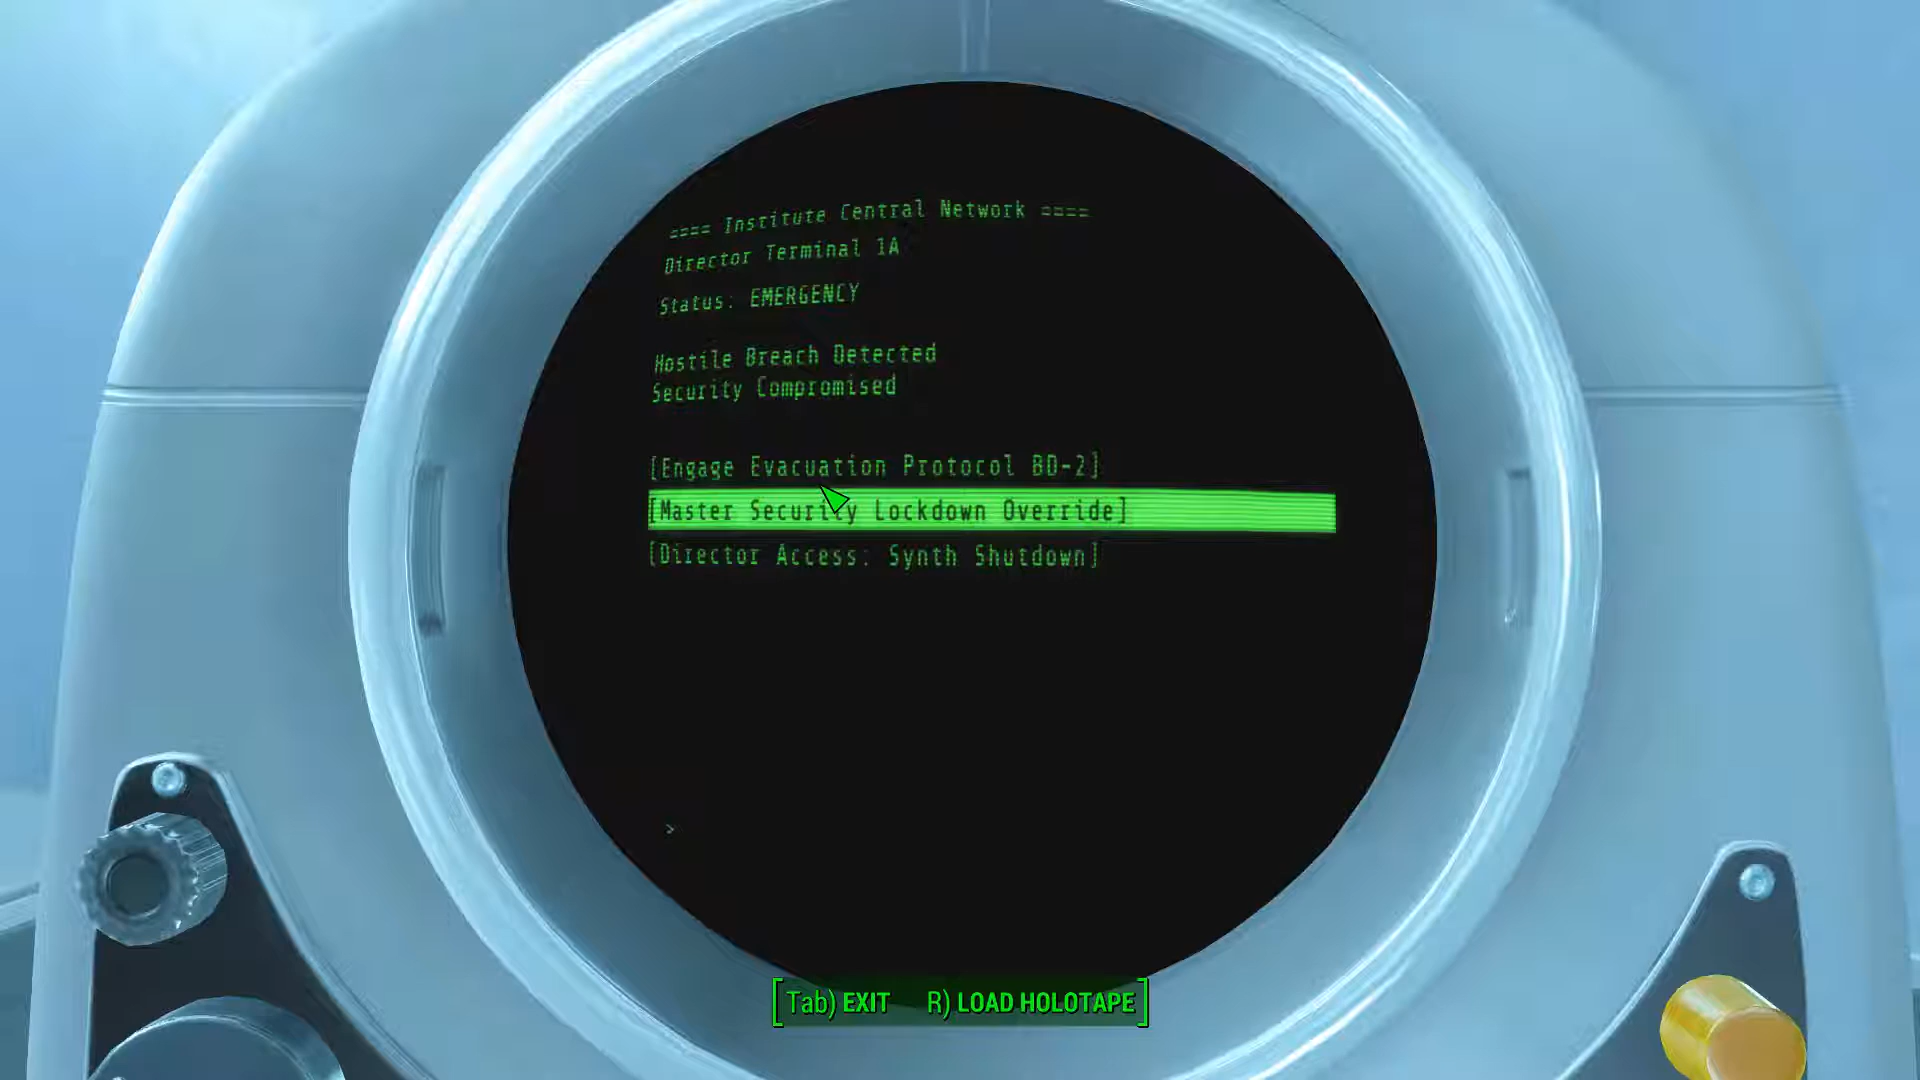 ==== Institute Central Network ====
Director Terminal 1A
Status: EMERGENCY
Hostile Breach Detected
Security Compromised
[Engage Evacuation Protocol BD-2]
[Master Security Lockdown Override]
[Director Access: Synth Shutdown]
>
[Tab) EXIT R) LOAD HOLOTAPE]